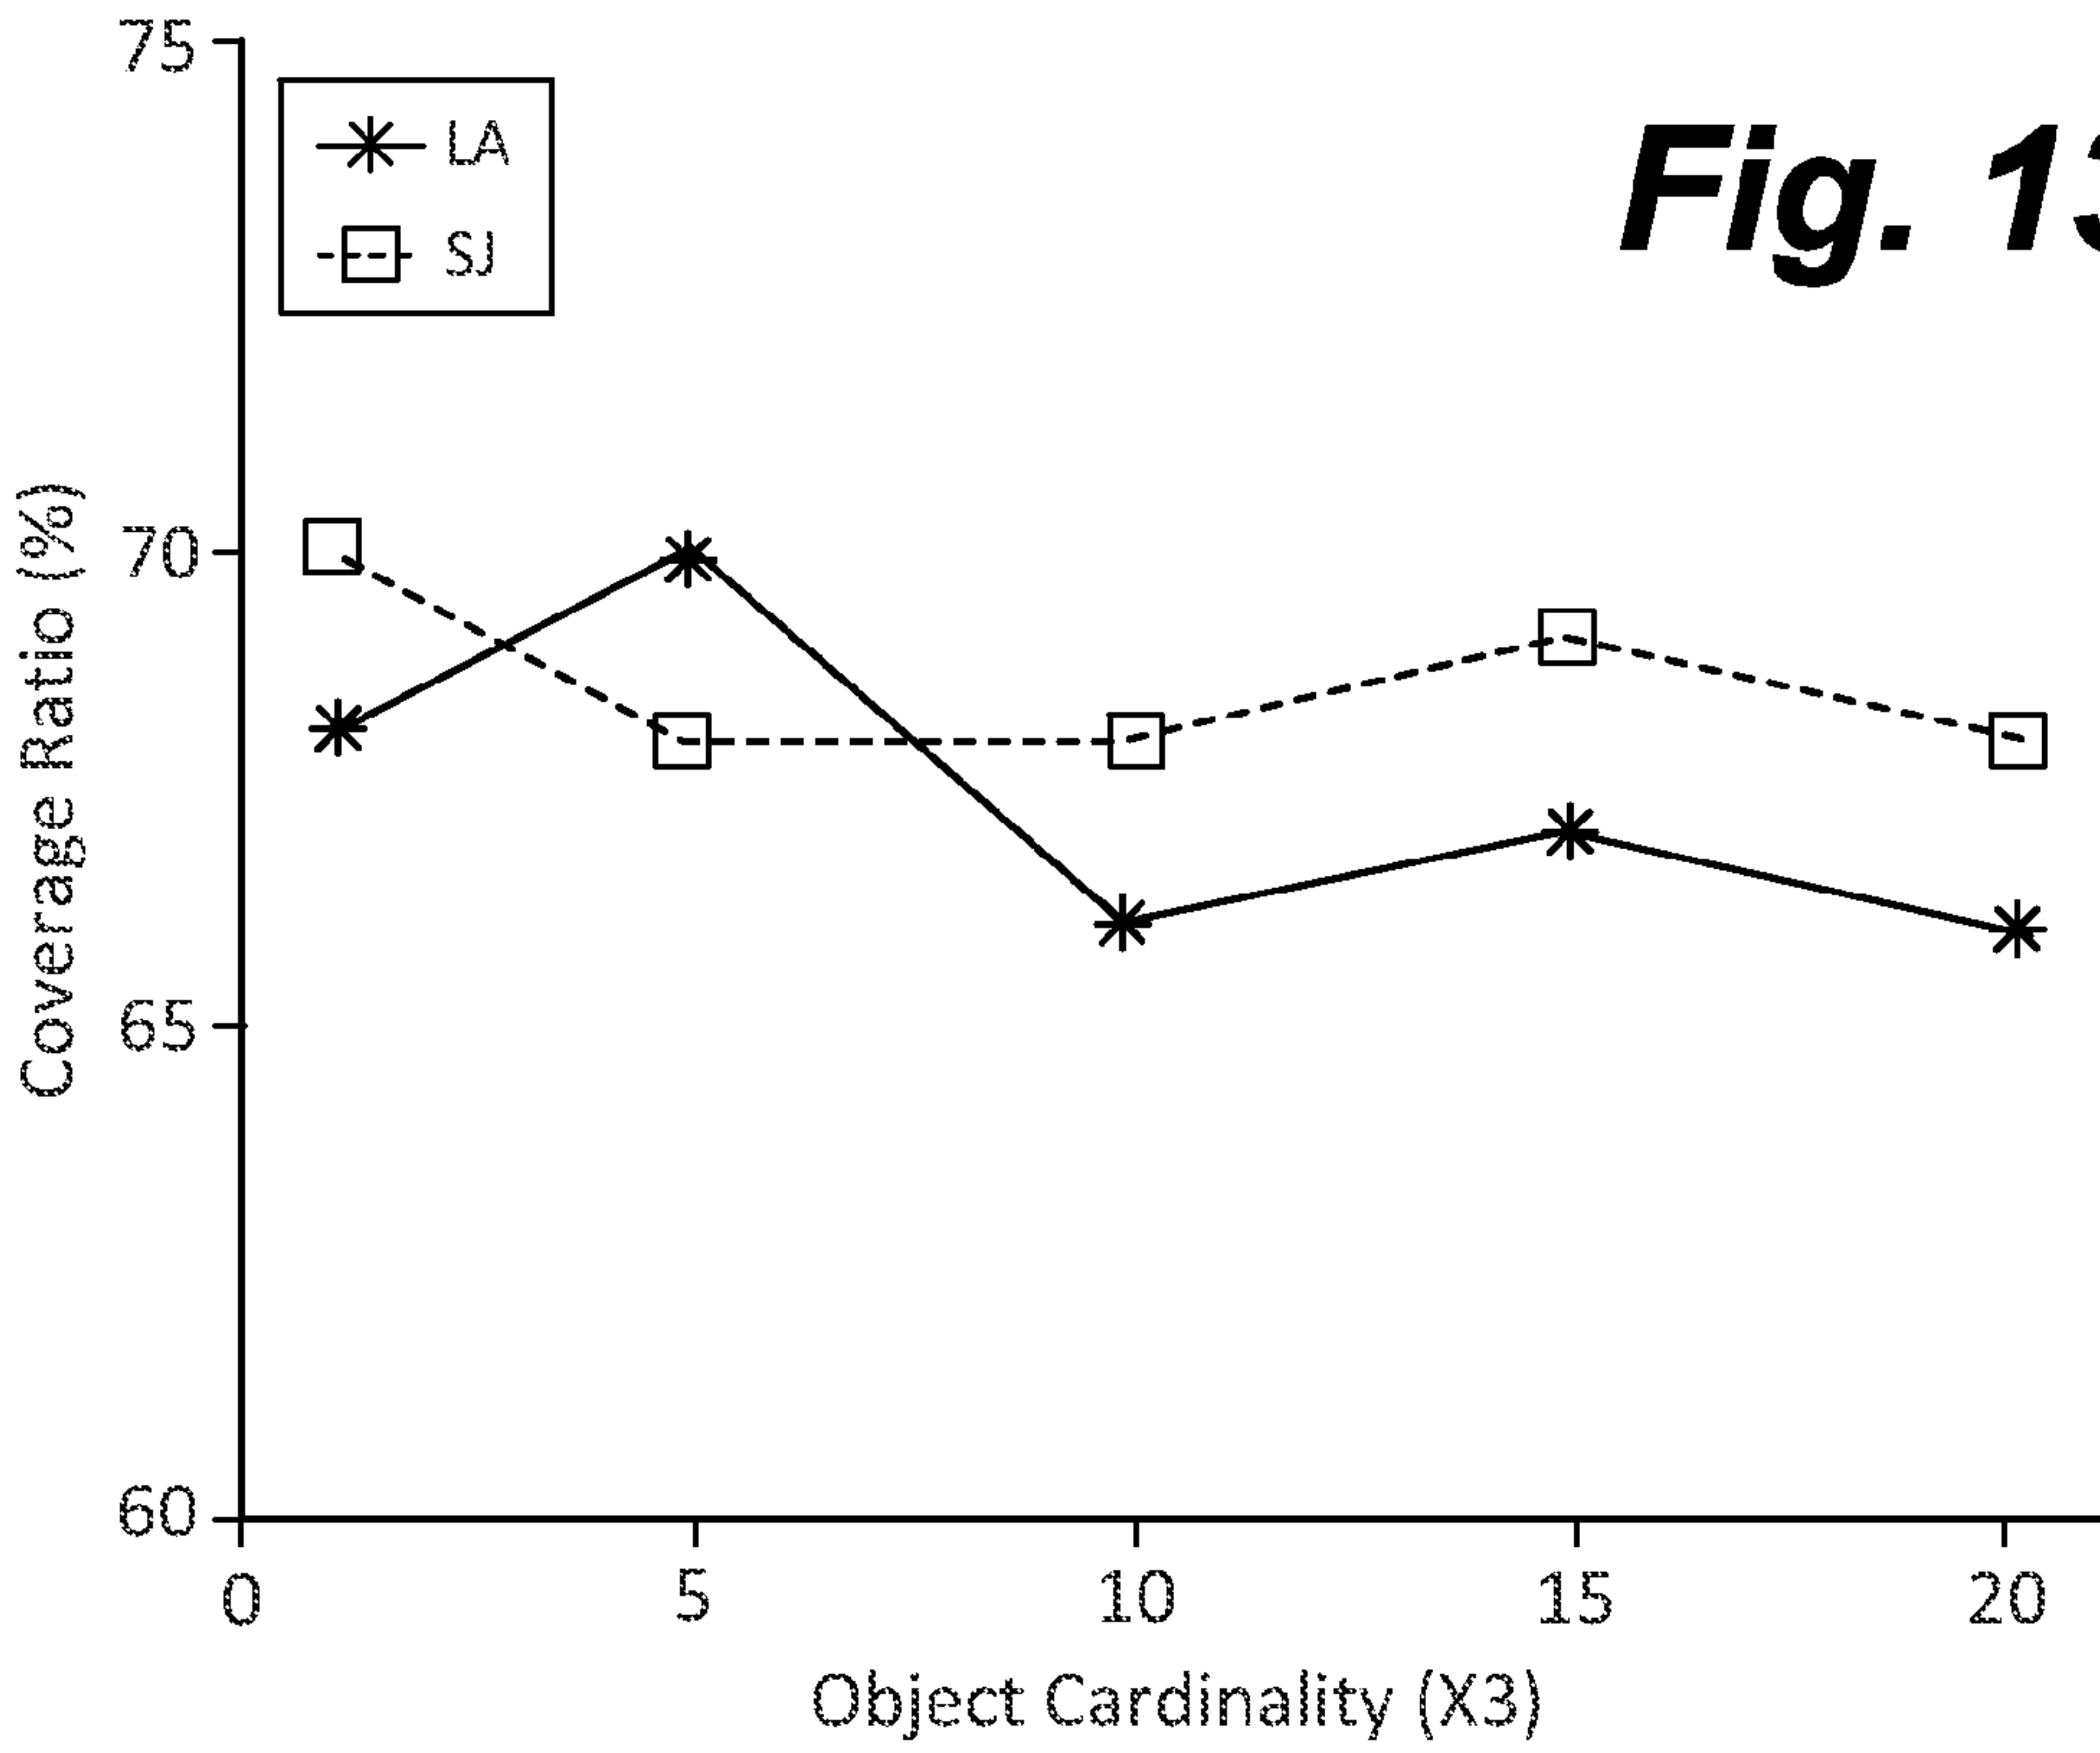 75
LA
SJ
Fig. 13
70
65
60
Coverage Ratio (%)
0 5 10 15 20
Object Cardinality (X3)